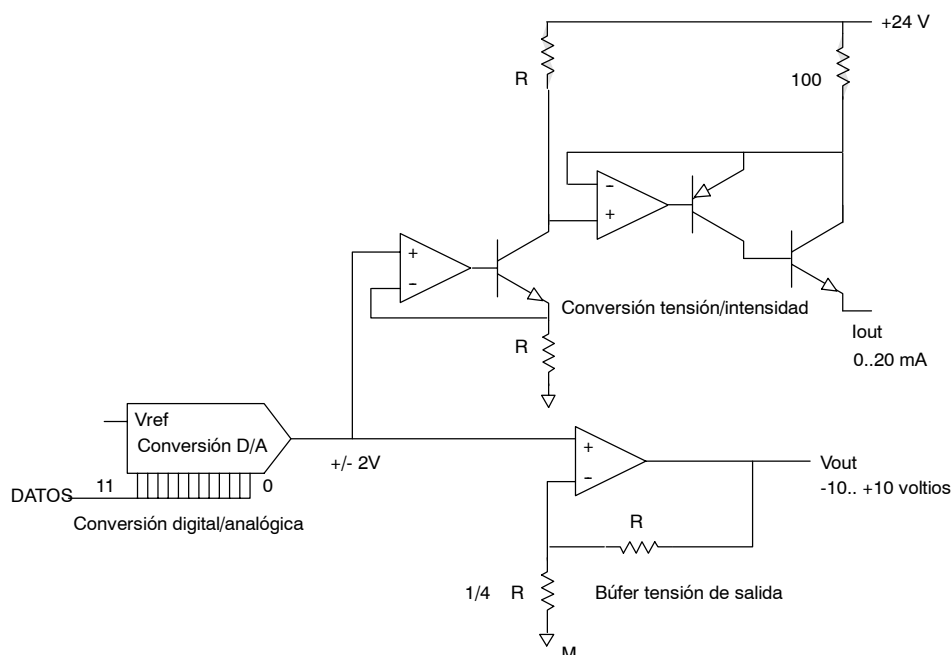 +24 V
R
100
-
+
+
-
Conversión tensión/intensidad
Iout
R
0..20 mA
Vref
Conversión D/A
+/- 2V
+
-
Vout
-10.. +10 voltios
DATOS
11
0
Conversión digital/analógica
R
1/4 R
Búfer tensión de salida
M